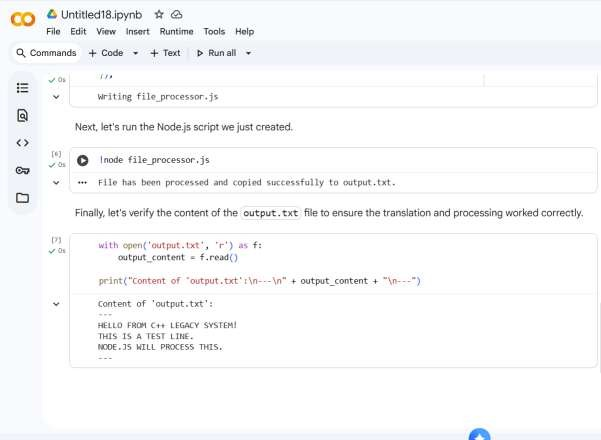 Untitled18.ipynb
File Edit View Insert Runtime Tools Help
Commands + Code + Text Run all
0s
Writing file_processor.js
Next, let's run the Node.js script we just created.
[6]
0s
!node file_processor.js
File has been processed and copied successfully to output.txt.
Finally, let's verify the content of the output.txt file to ensure the translation and processing worked correctly.
[7]
0s
with open('output.txt', 'r') as f:
    output_content = f.read()
print("Content of 'output.txt':\n---\n" + output_content + "\n---")
Content of 'output.txt':
---
HELLO FROM C++ LEGACY SYSTEM!
THIS IS A TEST LINE.
NODE.JS WILL PROCESS THIS.
---